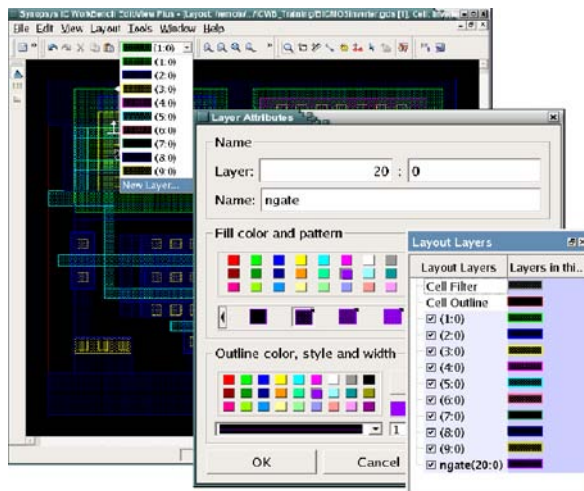 Synopsys IC WorkBench Edit/View Plus - [Layout,
File Edit View Layout Tools Window Help
(1:0)
(1:0)
(2:0)
(3:0)
(4:0)
(5:0)
(6:0)
(7:0)
(8:0)
(9:0)
New Layer...
Layer Attributes
Name
Layer: 20 : 0
Name: ngate
Fill color and pattern
Outline color, style and width
1
OK Cancel
Layout Layers
Layout Layers Layers in thi...
Cell Filter
Cell Outline
(1:0)
(2:0)
(3:0)
(4:0)
(5:0)
(6:0)
(7:0)
(8:0)
(9:0)
ngate(20:0)